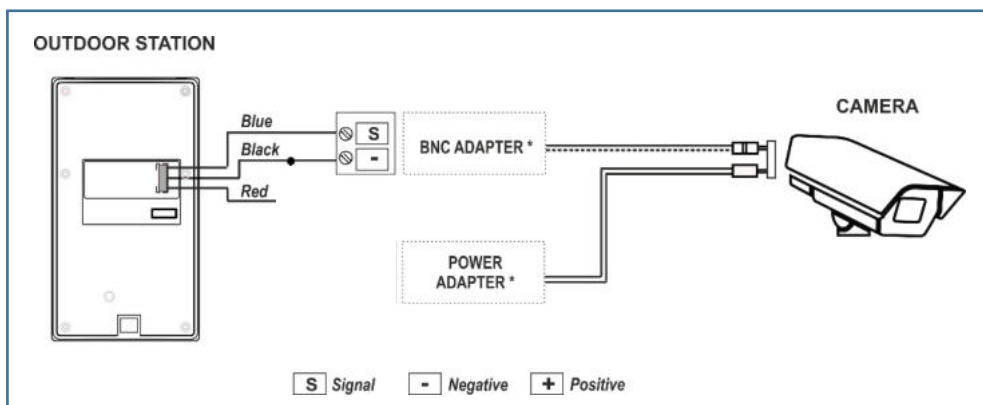 OUTDOOR STATION
CAMERA
Blue
S
BNC ADAPTER *
Black
-
Red
POWER
ADAPTER *
S Signal - Negative + Positive